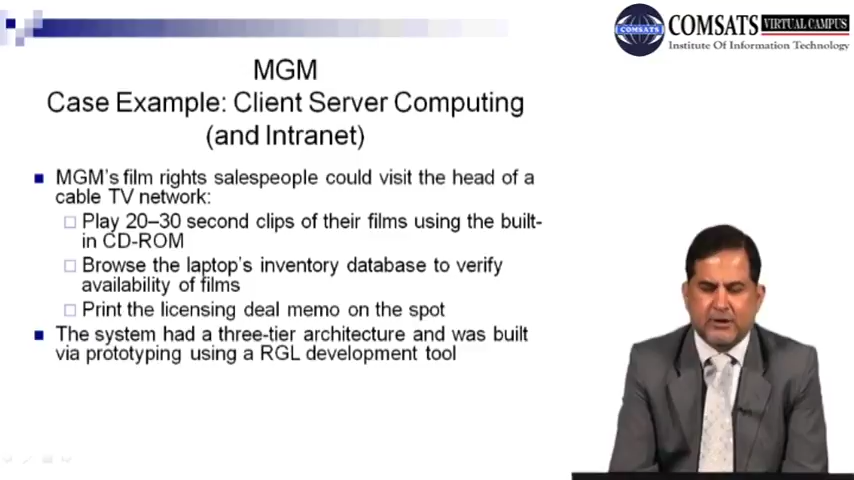 COMSATS
COMSATS VIRTUAL CAMPUS
Institute Of Information Technology
MGM
Case Example: Client Server Computing
(and Intranet)
MGM's film rights salespeople could visit the head of a
cable TV network:
Play 20–30 second clips of their films using the built-
in CD-ROM
Browse the laptop's inventory database to verify
availability of films
Print the licensing deal memo on the spot
The system had a three-tier architecture and was built
via prototyping using a RGL development tool